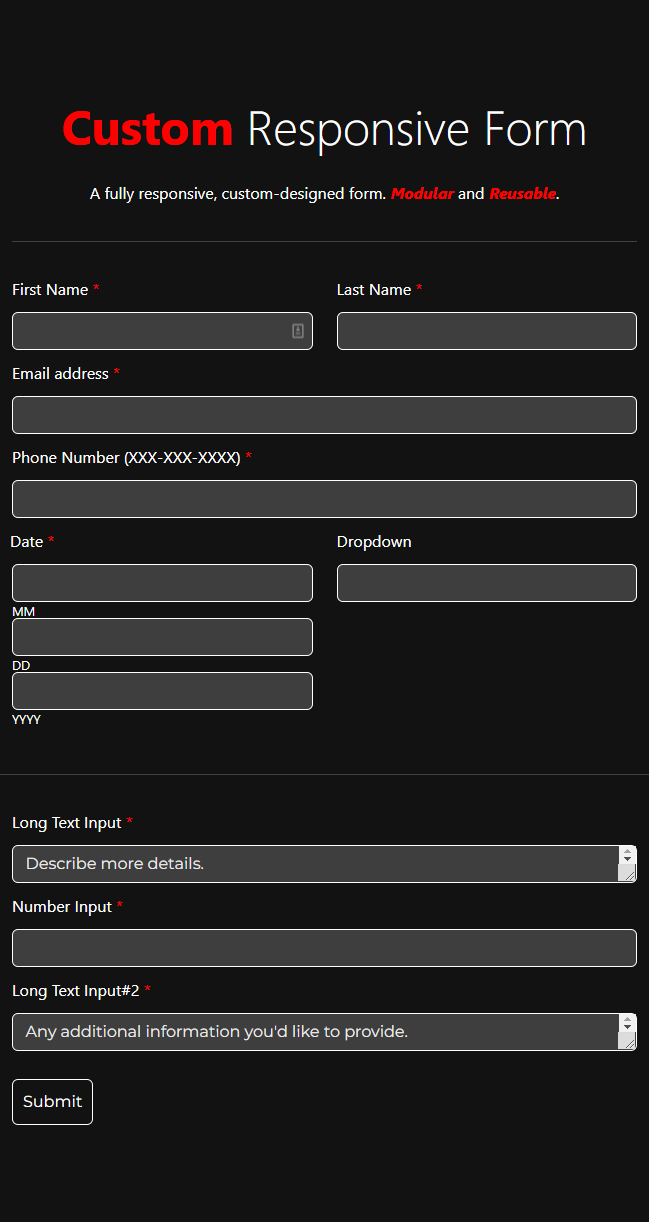 Custom Responsive Form
A fully responsive, custom-designed form. Modular and Reusable.
First Name * Last Name *
Email address *
Phone Number (XXX-XXX-XXXX) *
Date * Dropdown
MM
DD
YYYY
Long Text Input *
Describe more details.
Number Input *
Long Text Input#2 *
Any additional information you'd like to provide.
Submit